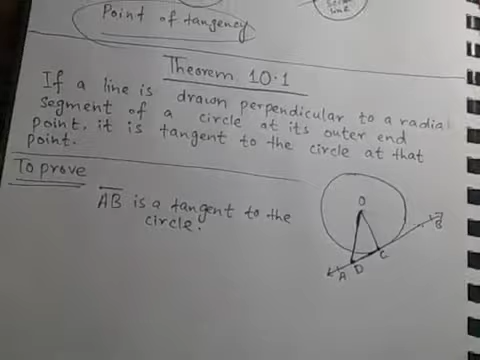 Point of tangency
Theorem 10.1
If a line is drawn perpendicular to a radial
segment of a circle at its outer end
point, it is tangent to the circle at that
point.
To prove
AB is a tangent to the
circle.
O
B
C
A D